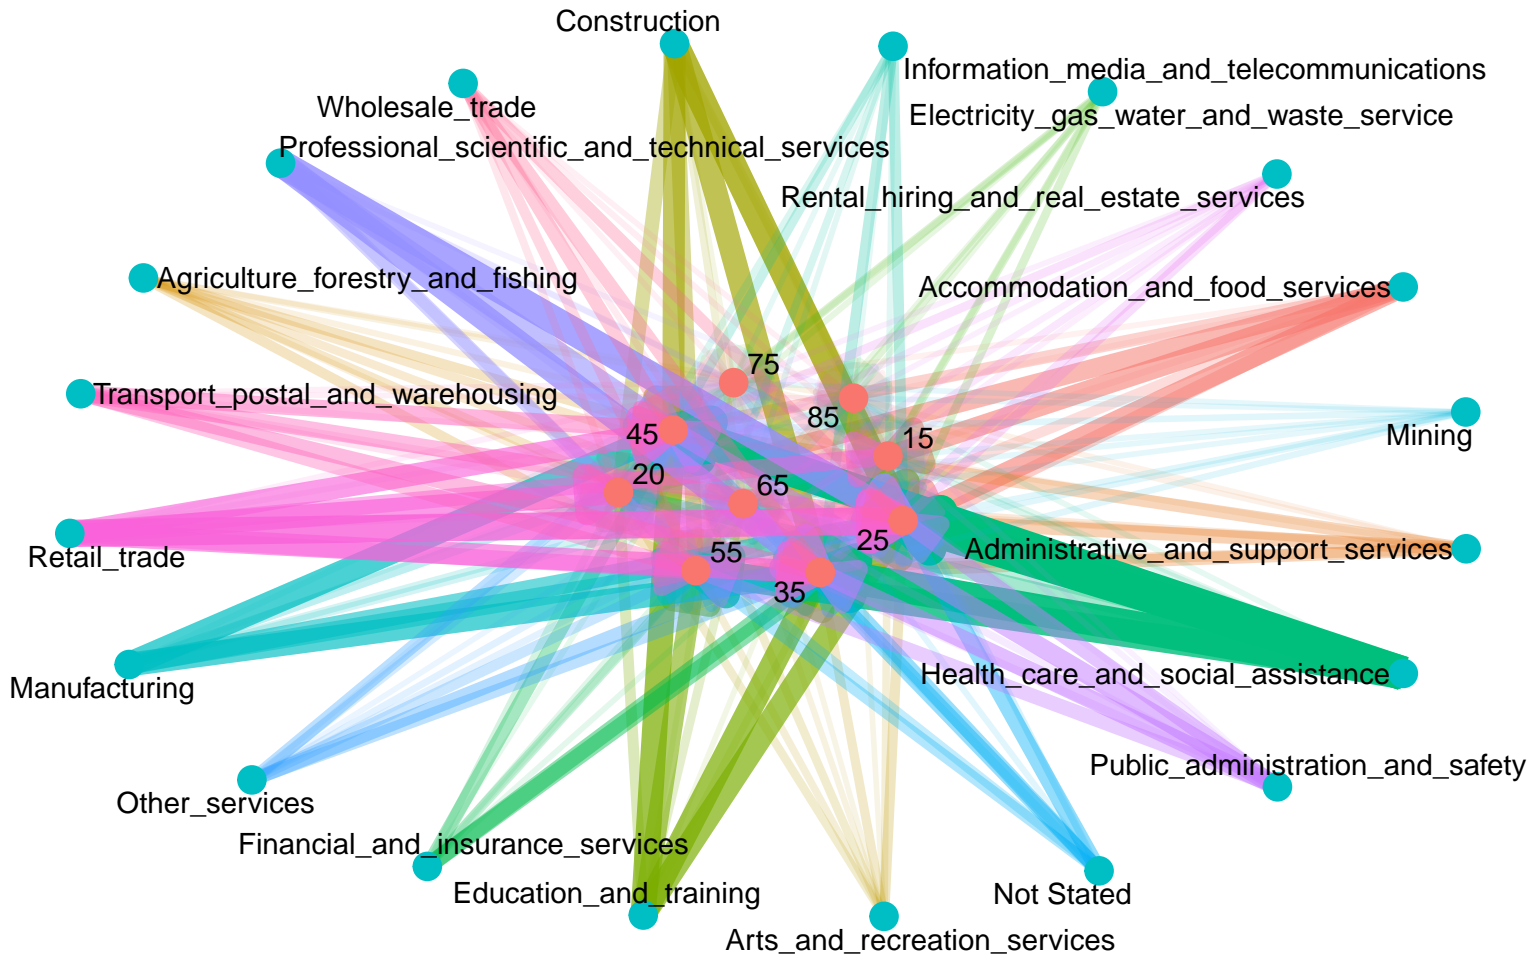 Construction
Information_media_and_telecommunications
Wholesale_trade
Electricity_gas_water_and_waste_service
Professional_scientific_and_technical_services
Rental_hiring_and_real_estate_services
Agriculture_forestry_and_fishing
Accommodation_and_food_services
75
Transport_postal_and_warehousing
85
45
15
Mining
20
65
25
Retail_trade
55
Administrative_and_support_services
35
Health_care_and_social_assistance
Manufacturing
Public_administration_and_safety
Other_services
Financial_and_insurance_services
Education_and_training
Not Stated
Arts_and_recreation_services